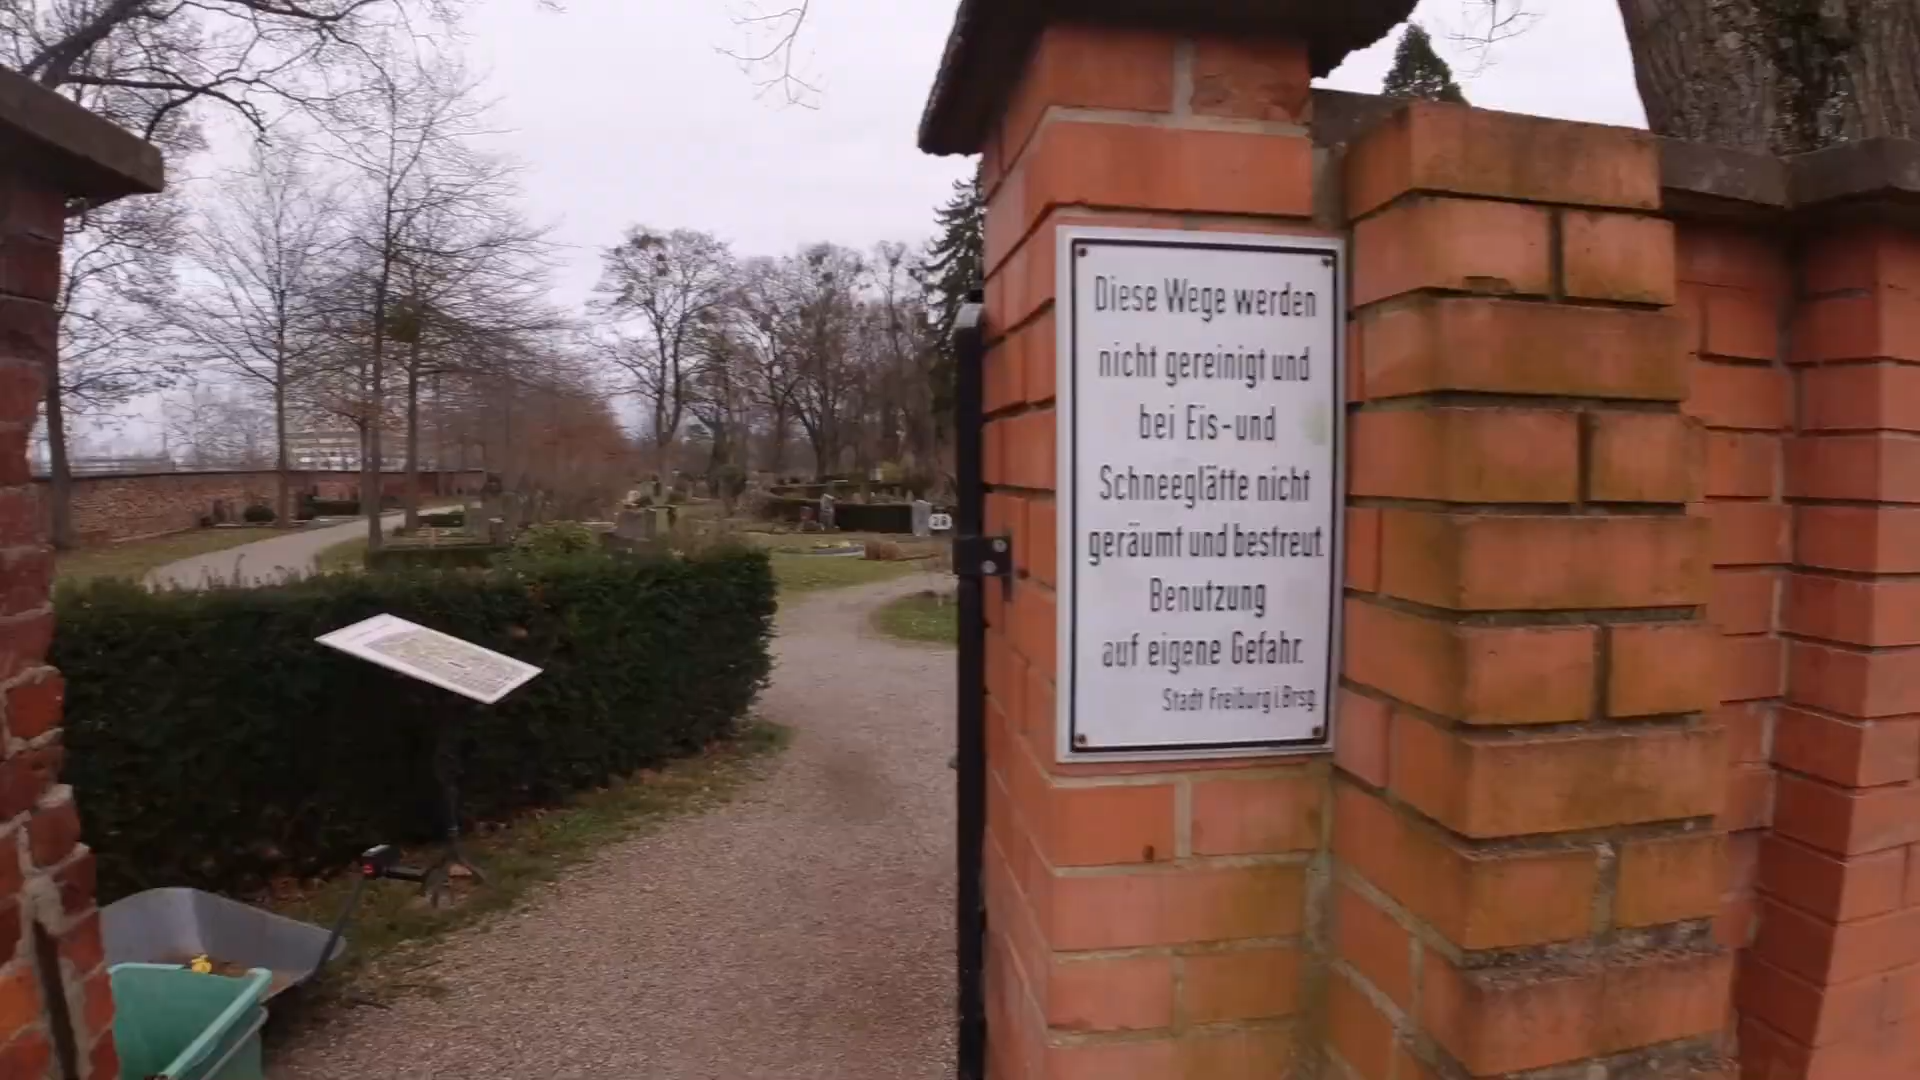 Diese Wege werden
nicht gereinigt und
bei Eis-und
Schneeglätte nicht
geräumt und bestreut.
Benutzung
auf eigene Gefahr.
Stadt Freiburg i.Brsg.
28